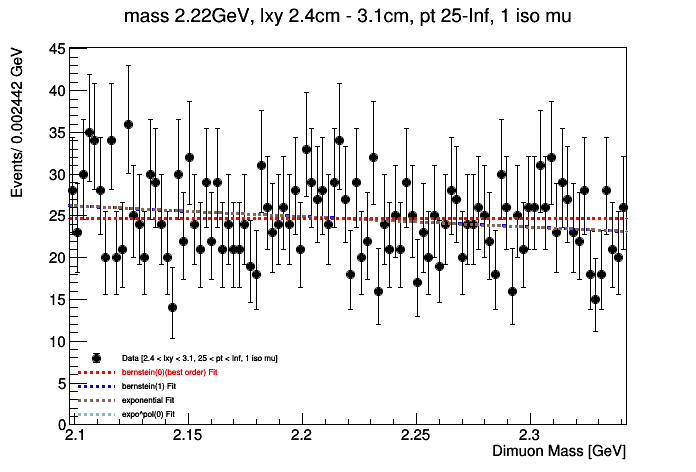 mass 2.22GeV, lxy 2.4cm - 3.1cm, pt 25-Inf, 1 iso mu
Events/ 0.002442 GeV
45
40
35
30
25
20
15
10
5
0
Data [2.4 < lxy < 3.1, 25 < pt < Inf, 1 iso mu]
bernstein(0)(best order) Fit
bernstein(1) Fit
exponential Fit
expo*pol(0) Fit
2.1 2.15 2.2 2.25 2.3
Dimuon Mass [GeV]